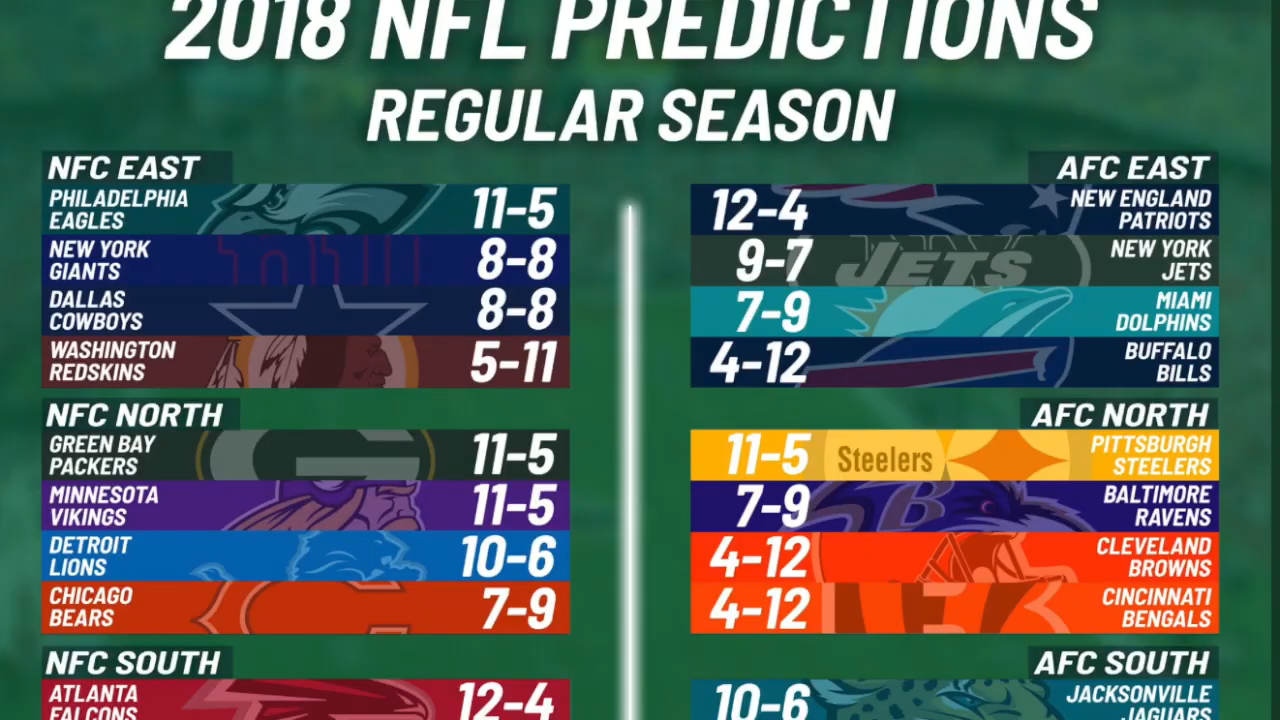 2018 NFL PREDICTIONS
REGULAR SEASON
NFC EAST
PHILADELPHIA
EAGLES
11-5
NEW YORK
GIANTS
8-8
DALLAS
COWBOYS
8-8
WASHINGTON
REDSKINS
5-11
NFC NORTH
GREEN BAY
PACKERS
11-5
MINNESOTA
VIKINGS
11-5
DETROIT
LIONS
10-6
CHICAGO
BEARS
7-9
NFC SOUTH
ATLANTA
FALCONS
12-4
AFC EAST
12-4
NEW ENGLAND
PATRIOTS
9-7
JETS
NEW YORK
JETS
7-9
MIAMI
DOLPHINS
4-12
BUFFALO
BILLS
AFC NORTH
11-5
Steelers
PITTSBURGH
STEELERS
7-9
B
BALTIMORE
RAVENS
4-12
CLEVELAND
BROWNS
4-12
CINCINNATI
BENGALS
AFC SOUTH
10-6
JACKSONVILLE
JAGUARS